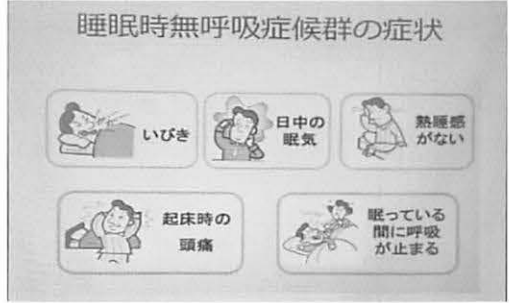 睡眠時無呼吸症候群の症状
いびき
日中の
眠気
熟睡感
がない
起床時の
頭痛
眠っている
間に呼吸
が止まる